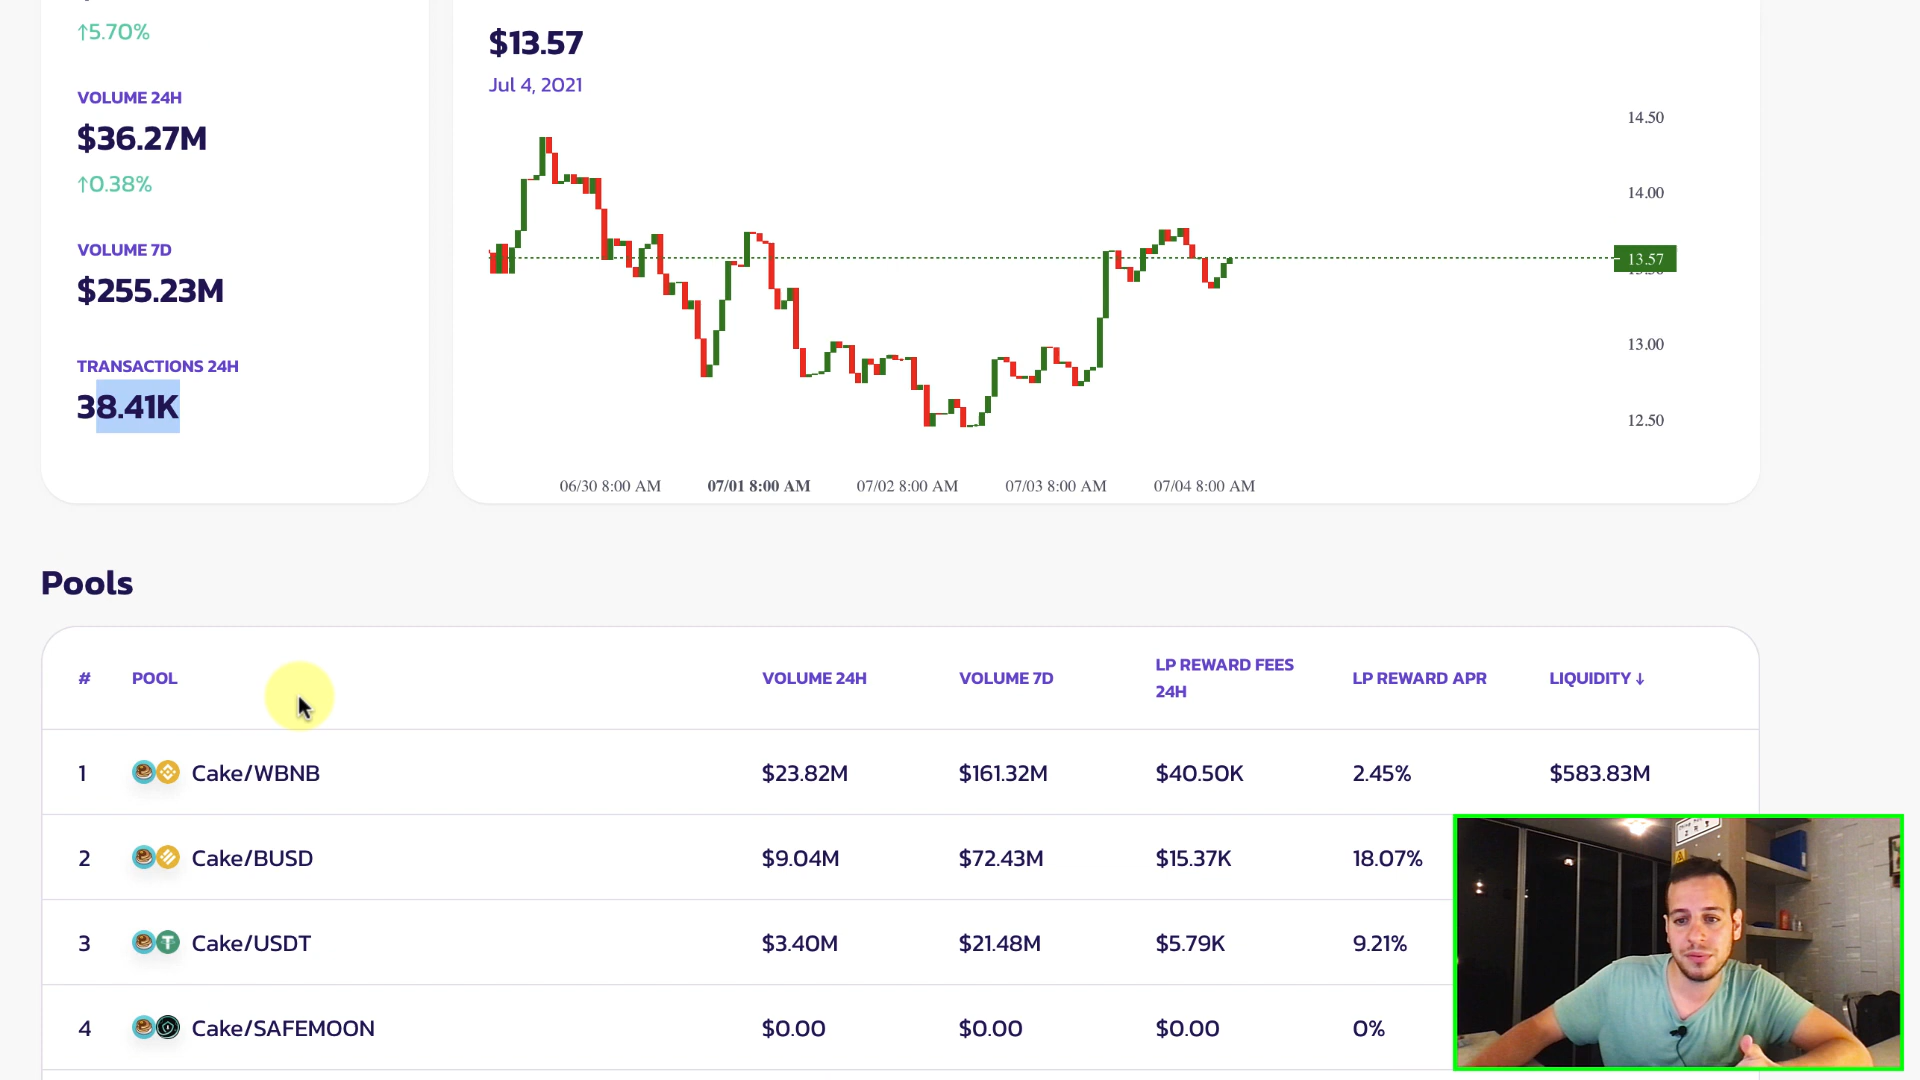 ↑5.70%
VOLUME 24H
$36.27M
↑0.38%
VOLUME 7D
$255.23M
TRANSACTIONS 24H
38.41K
$13.57
Jul 4, 2021
14.50
14.00
13.57
13.00
12.50
06/30 8:00 AM 07/01 8:00 AM 07/02 8:00 AM 07/03 8:00 AM 07/04 8:00 AM
Pools
# POOL VOLUME 24H VOLUME 7D LP REWARD FEES 24H LP REWARD APR LIQUIDITY ↓
1 Cake/WBNB $23.82M $161.32M $40.50K 2.45% $583.83M
2 Cake/BUSD $9.04M $72.43M $15.37K 18.07%
3 Cake/USDT $3.40M $21.48M $5.79K 9.21%
4 Cake/SAFEMOON $0.00 $0.00 $0.00 0%